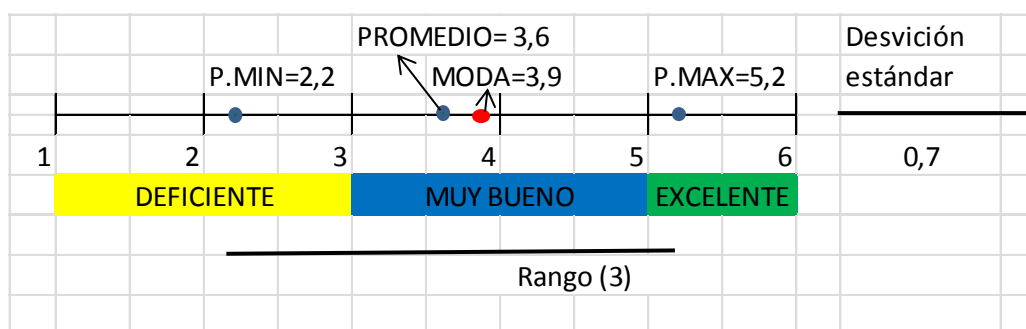 PROMEDIO= 3,6
Desvición
estándar
P.MIN=2,2
MODA=3,9
P.MAX=5,2
1 2 3 4 5 6
0,7
DEFICIENTE
MUY BUENO
EXCELENTE
Rango (3)